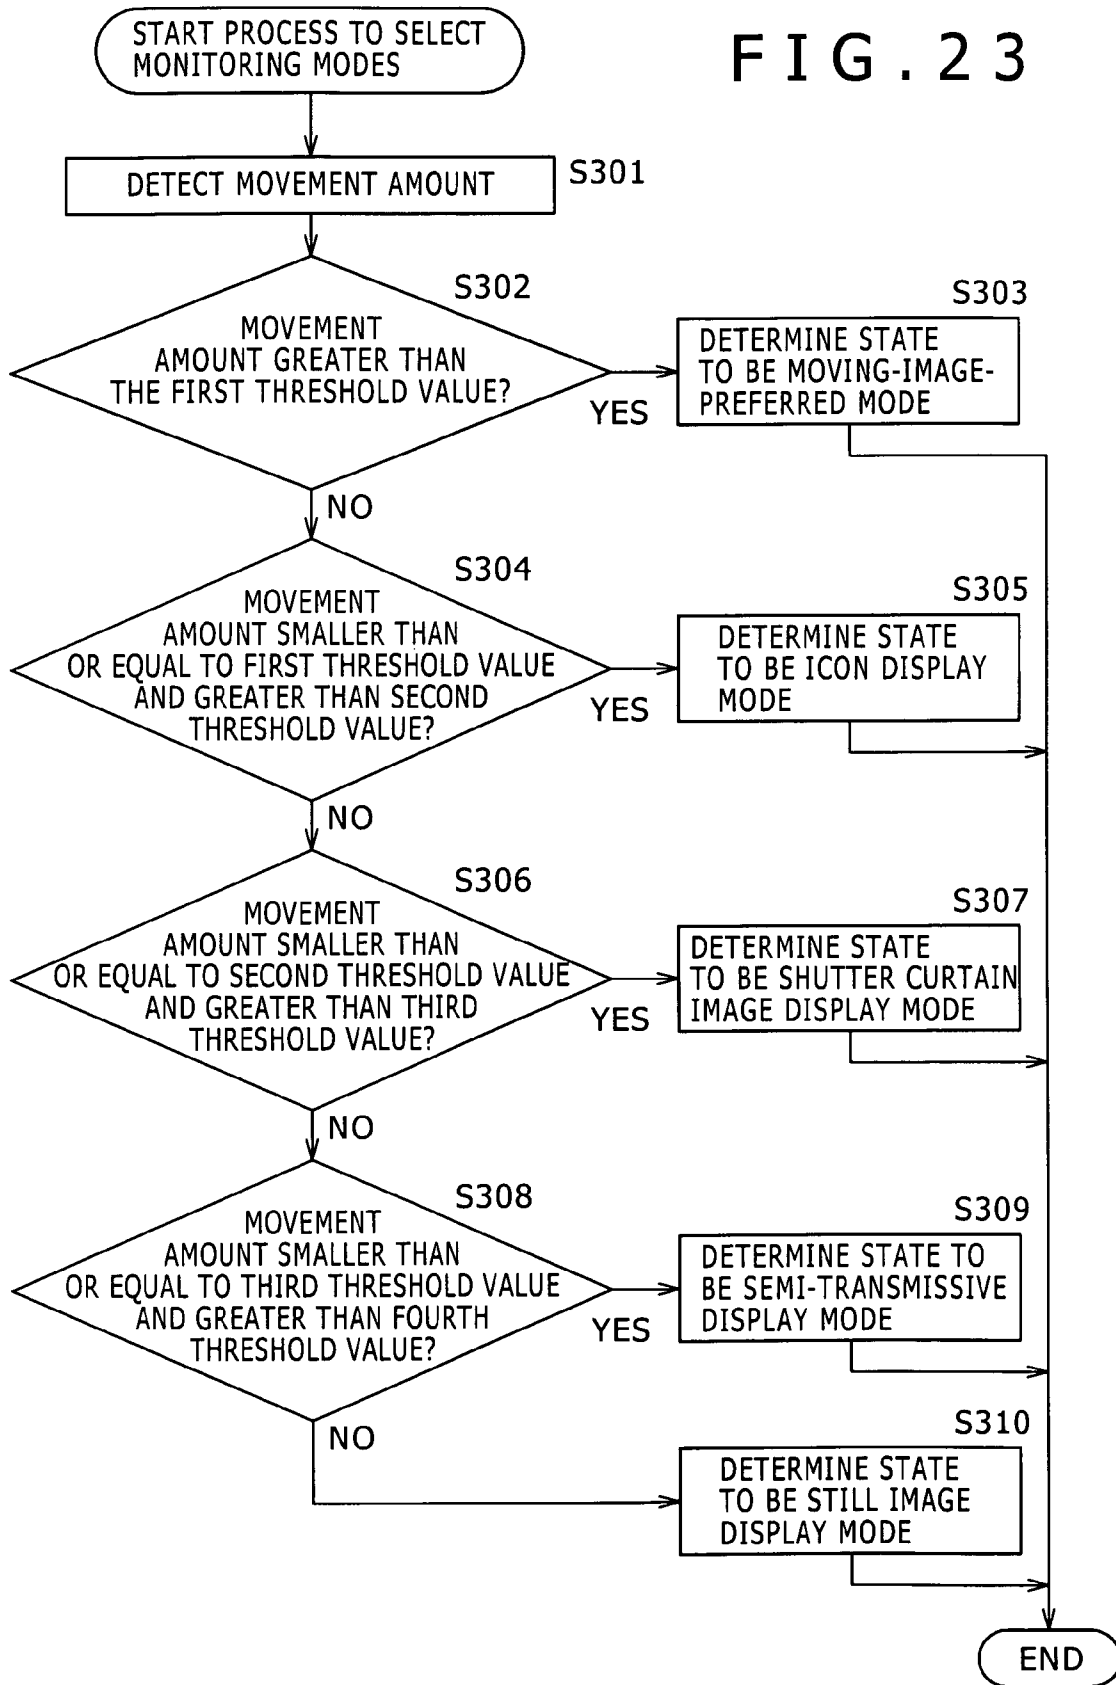 START PROCESS TO SELECT
MONITORING MODES
FIG.23
DETECT MOVEMENT AMOUNT
S301
S302
MOVEMENT
AMOUNT GREATER THAN
THE FIRST THRESHOLD VALUE?
YES
S303
DETERMINE STATE
TO BE MOVING-IMAGE-
PREFERRED MODE
NO
S304
MOVEMENT
AMOUNT SMALLER THAN
OR EQUAL TO FIRST THRESHOLD VALUE
AND GREATER THAN SECOND
THRESHOLD VALUE?
YES
S305
DETERMINE STATE
TO BE ICON DISPLAY
MODE
NO
S306
MOVEMENT
AMOUNT SMALLER THAN
OR EQUAL TO SECOND THRESHOLD VALUE
AND GREATER THAN THIRD
THRESHOLD VALUE?
YES
S307
DETERMINE STATE
TO BE SHUTTER CURTAIN
IMAGE DISPLAY MODE
NO
S308
MOVEMENT
AMOUNT SMALLER THAN
OR EQUAL TO THIRD THRESHOLD VALUE
AND GREATER THAN FOURTH
THRESHOLD VALUE?
YES
S309
DETERMINE STATE TO
BE SEMI-TRANSMISSIVE
DISPLAY MODE
NO
S310
DETERMINE STATE
TO BE STILL IMAGE
DISPLAY MODE
END